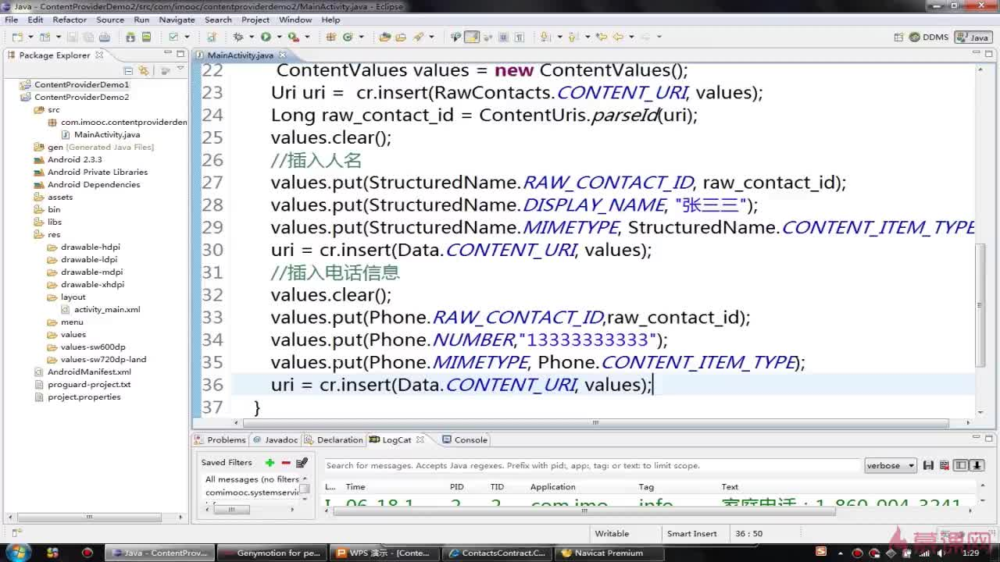 Java - ContentProviderDemo2/src/com/imooc/contentproviderdemo2/MainActivity.java - Eclipse
File Edit Refactor Source Run Navigate Search Project Window Help
DDMS Java
Package Explorer
ContentProviderDemo1
ContentProviderDemo2
src
com.imooc.contentproviderden
MainActivity.java
gen [Generated Java Files]
Android 2.3.3
Android Private Libraries
Android Dependencies
assets
bin
libs
res
drawable-hdpi
drawable-ldpi
drawable-mdpi
drawable-xhdpi
layout
activity_main.xml
menu
values
values-sw600dp
values-sw720dp-land
AndroidManifest.xml
proguard-project.txt
project.properties
MainActivity.java
22 ContentValues values = new ContentValues();
23 Uri uri = cr.insert(RawContacts.CONTENT_URI, values);
24 Long raw_contact_id = ContentUris.parseId(uri);
25 values.clear();
26 //插入人名
27 values.put(StructuredName.RAW_CONTACT_ID, raw_contact_id);
28 values.put(StructuredName.DISPLAY_NAME, "张三三");
29 values.put(StructuredName.MIMETYPE, StructuredName.CONTENT_ITEM_TYPE
30 uri = cr.insert(Data.CONTENT_URI, values);
31 //插入电话信息
32 values.clear();
33 values.put(Phone.RAW_CONTACT_ID,raw_contact_id);
34 values.put(Phone.NUMBER,"13333333333");
35 values.put(Phone.MIMETYPE, Phone.CONTENT_ITEM_TYPE);
36 uri = cr.insert(Data.CONTENT_URI, values);
37 }
Problems Javadoc Declaration LogCat Console
Saved Filters
All messages (no filters
comimooc.systemservic
Search for messages. Accepts Java regexes. Prefix with pid:, app:, tag: or text: to limit scope.
verbose
L... Time PID TID Application Tag Text
I 06-18 1 2 2 com.imo info 家庭电话：1-860-004-3241
Writable Smart Insert 36 : 50
慕课网
Java - ContentProv... Genymotion for pe... WPS 演示 - [Conte... ContactsContract.C... Navicat Premium
1:29